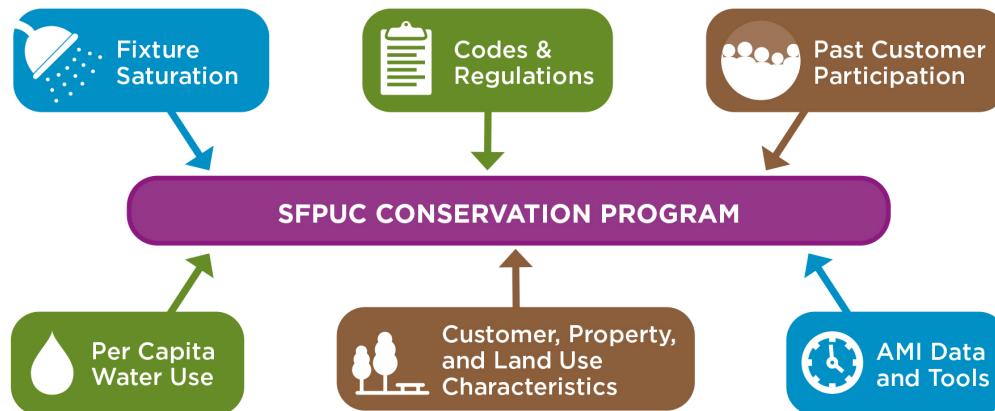 Fixture
Saturation
Codes &
Regulations
Past Customer
Participation
SFPUC CONSERVATION PROGRAM
Per Capita
Water Use
Customer, Property,
and Land Use
Characteristics
AMI Data
and Tools